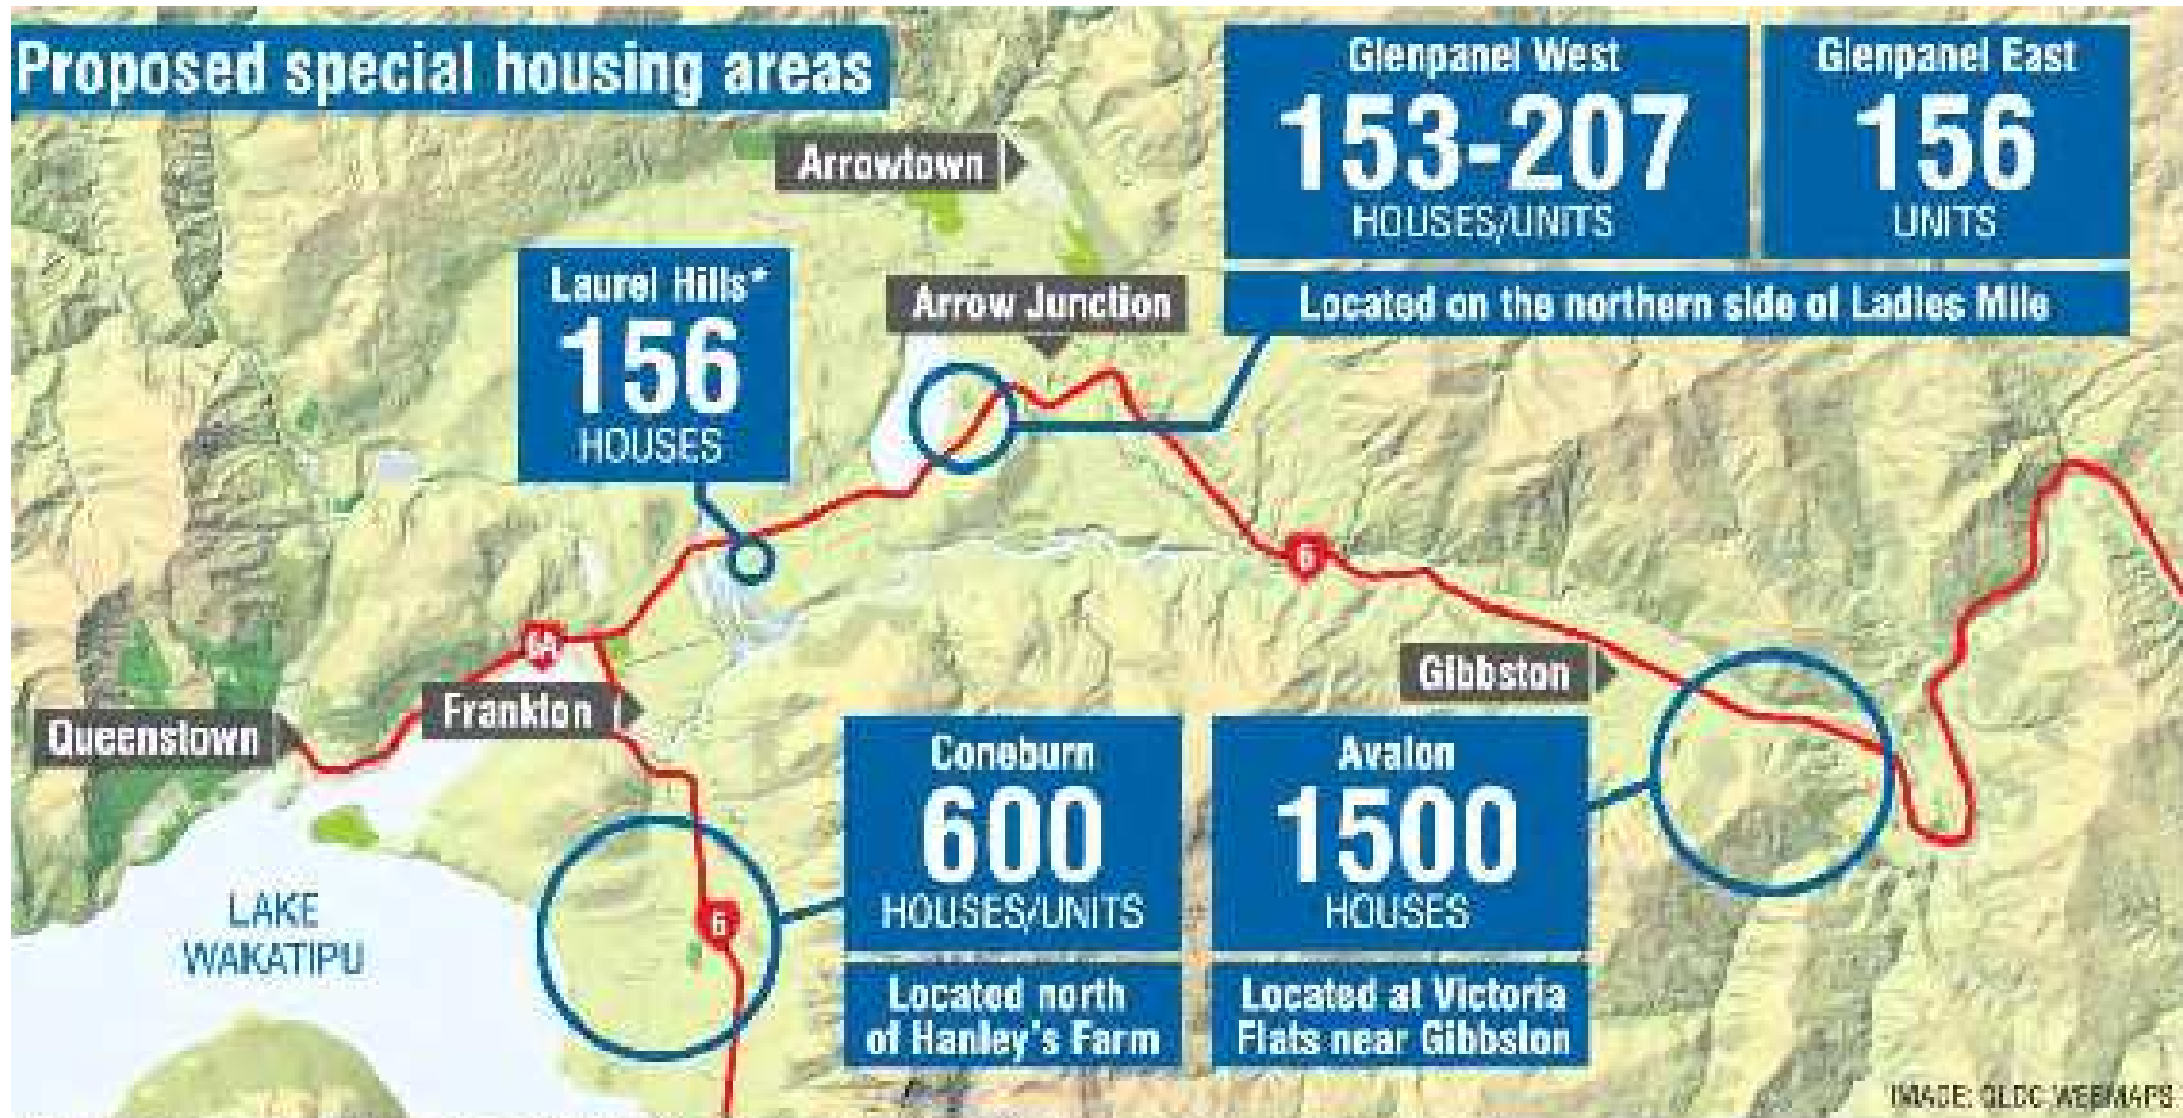 Proposed special housing areas
Glenpanel West
153-207
HOUSES/UNITS
Glenpanel East
156
UNITS
Located on the northern side of Ladies Mile
Arrowtown
Laurel Hills*
156
HOUSES
Arrow Junction
6
6A
Gibbston
Frankton
Queenstown
Coneburn
600
HOUSES/UNITS
Located north
of Hanley's Farm
Avalon
1500
HOUSES
Located at Victoria
Flats near Gibbston
6
LAKE
WAKATIPU
IMAGE: QLDC WEBMAPS